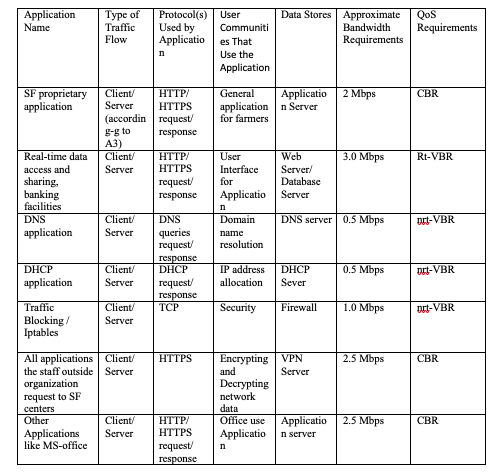 Application Name | Type of Traffic Flow | Protocol(s) Used by Applicatio n | User Communiti es That Use the Application | Data Stores | Approximate Bandwidth Requirements | QoS Requirements
SF proprietary application | Client/ Server (accordin g-g to A3) | HTTP/ HTTPS request/ response | General application for farmers | Applicatio n Server | 2 Mbps | CBR
Real-time data access and sharing, banking facilities | Client/ Server | HTTP/ HTTPS request/ response | User Interface for Applicatio n | Web Server/ Database Server | 3.0 Mbps | Rt-VBR
DNS application | Client/ Server | DNS queries request/ response | Domain name resolution | DNS server | 0.5 Mbps | nrt-VBR
DHCP application | Client/ Server | DHCP request/ response | IP address allocation | DHCP Sever | 0.5 Mbps | nrt-VBR
Traffic Blocking / Iptables | Client/ Server | TCP | Security | Firewall | 1.0 Mbps | nrt-VBR
All applications the staff outside organization request to SF centers | Client/ Server | HTTPS | Encrypting and Decrypting network data | VPN Server | 2.5 Mbps | CBR
Other Applications like MS-office | Client/ Server | HTTP/ HTTPS request/ response | Office use Applicatio n | Applicatio n server | 2.5 Mbps | CBR